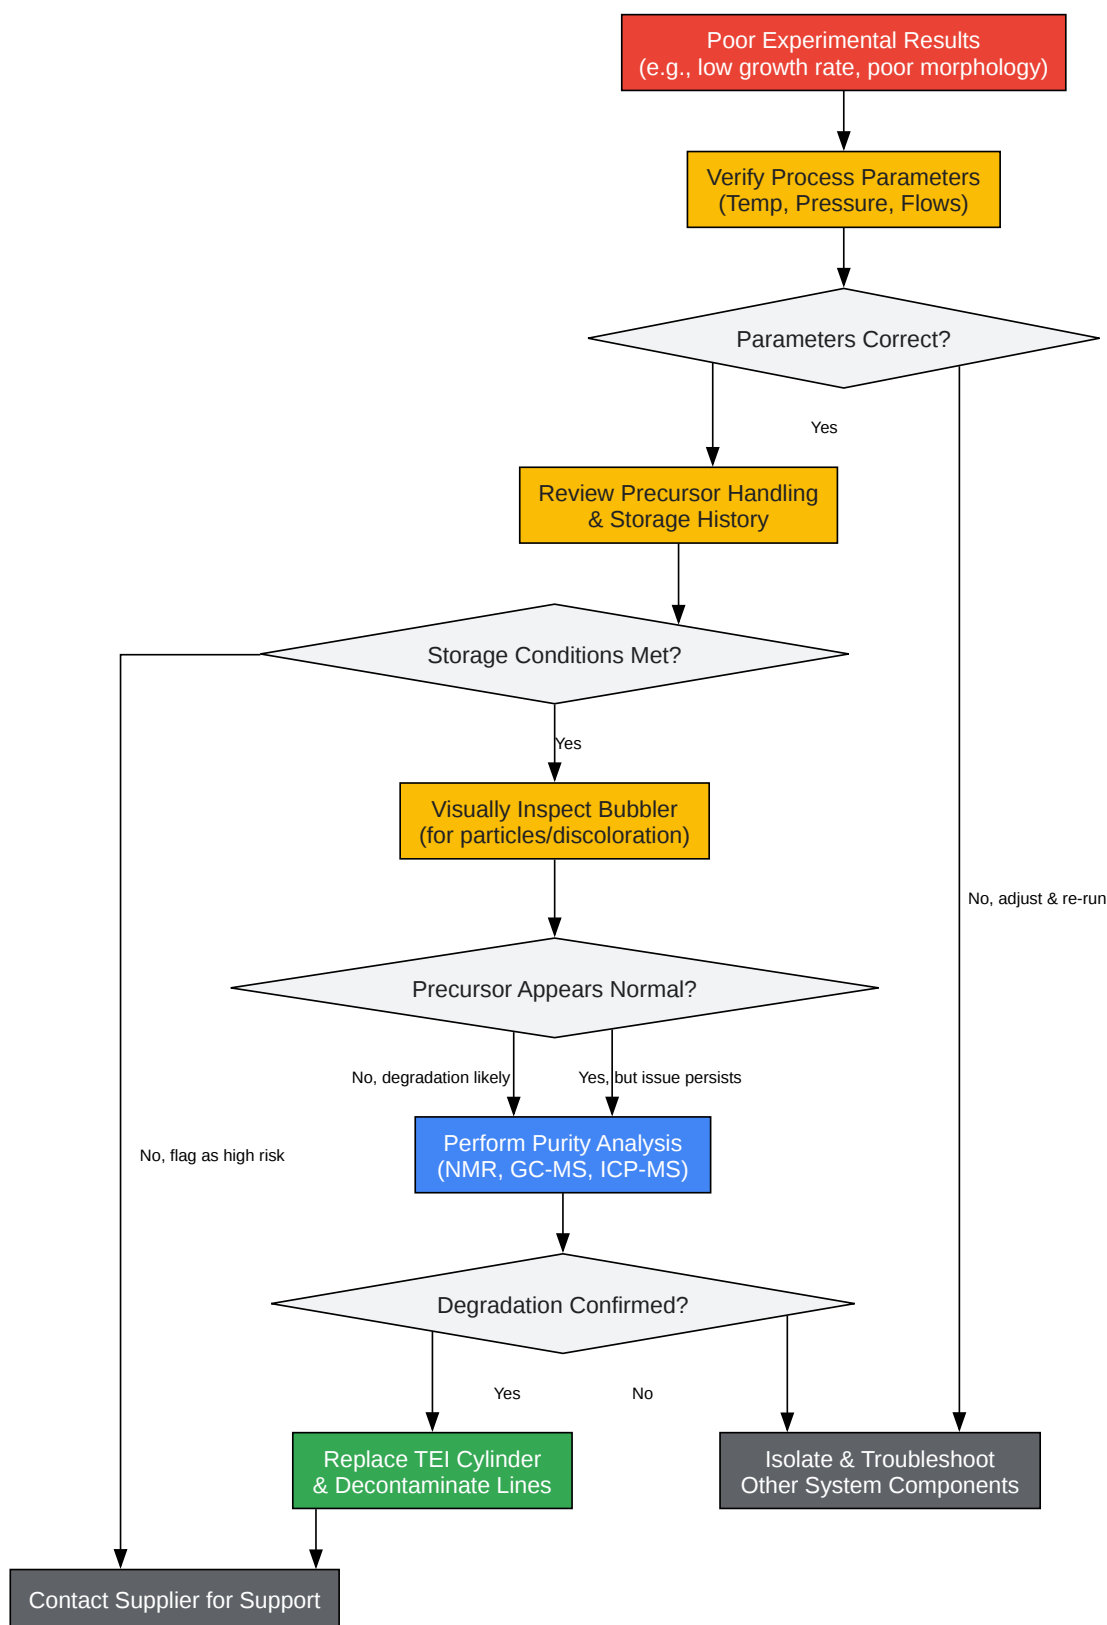 Poor Experimental Results
(e.g., low growth rate, poor morphology)
Verify Process Parameters
(Temp, Pressure, Flows)
Parameters Correct?
Yes
Review Precursor Handling
& Storage History
Storage Conditions Met?
Yes
Visually Inspect Bubbler
(for particles/discoloration)
No, adjust & re-run
Precursor Appears Normal?
No, degradation likely
Yes, but issue persists
Perform Purity Analysis
(NMR, GC-MS, ICP-MS)
No, flag as high risk
Degradation Confirmed?
Yes
No
Replace TEI Cylinder
& Decontaminate Lines
Isolate & Troubleshoot
Other System Components
Contact Supplier for Support